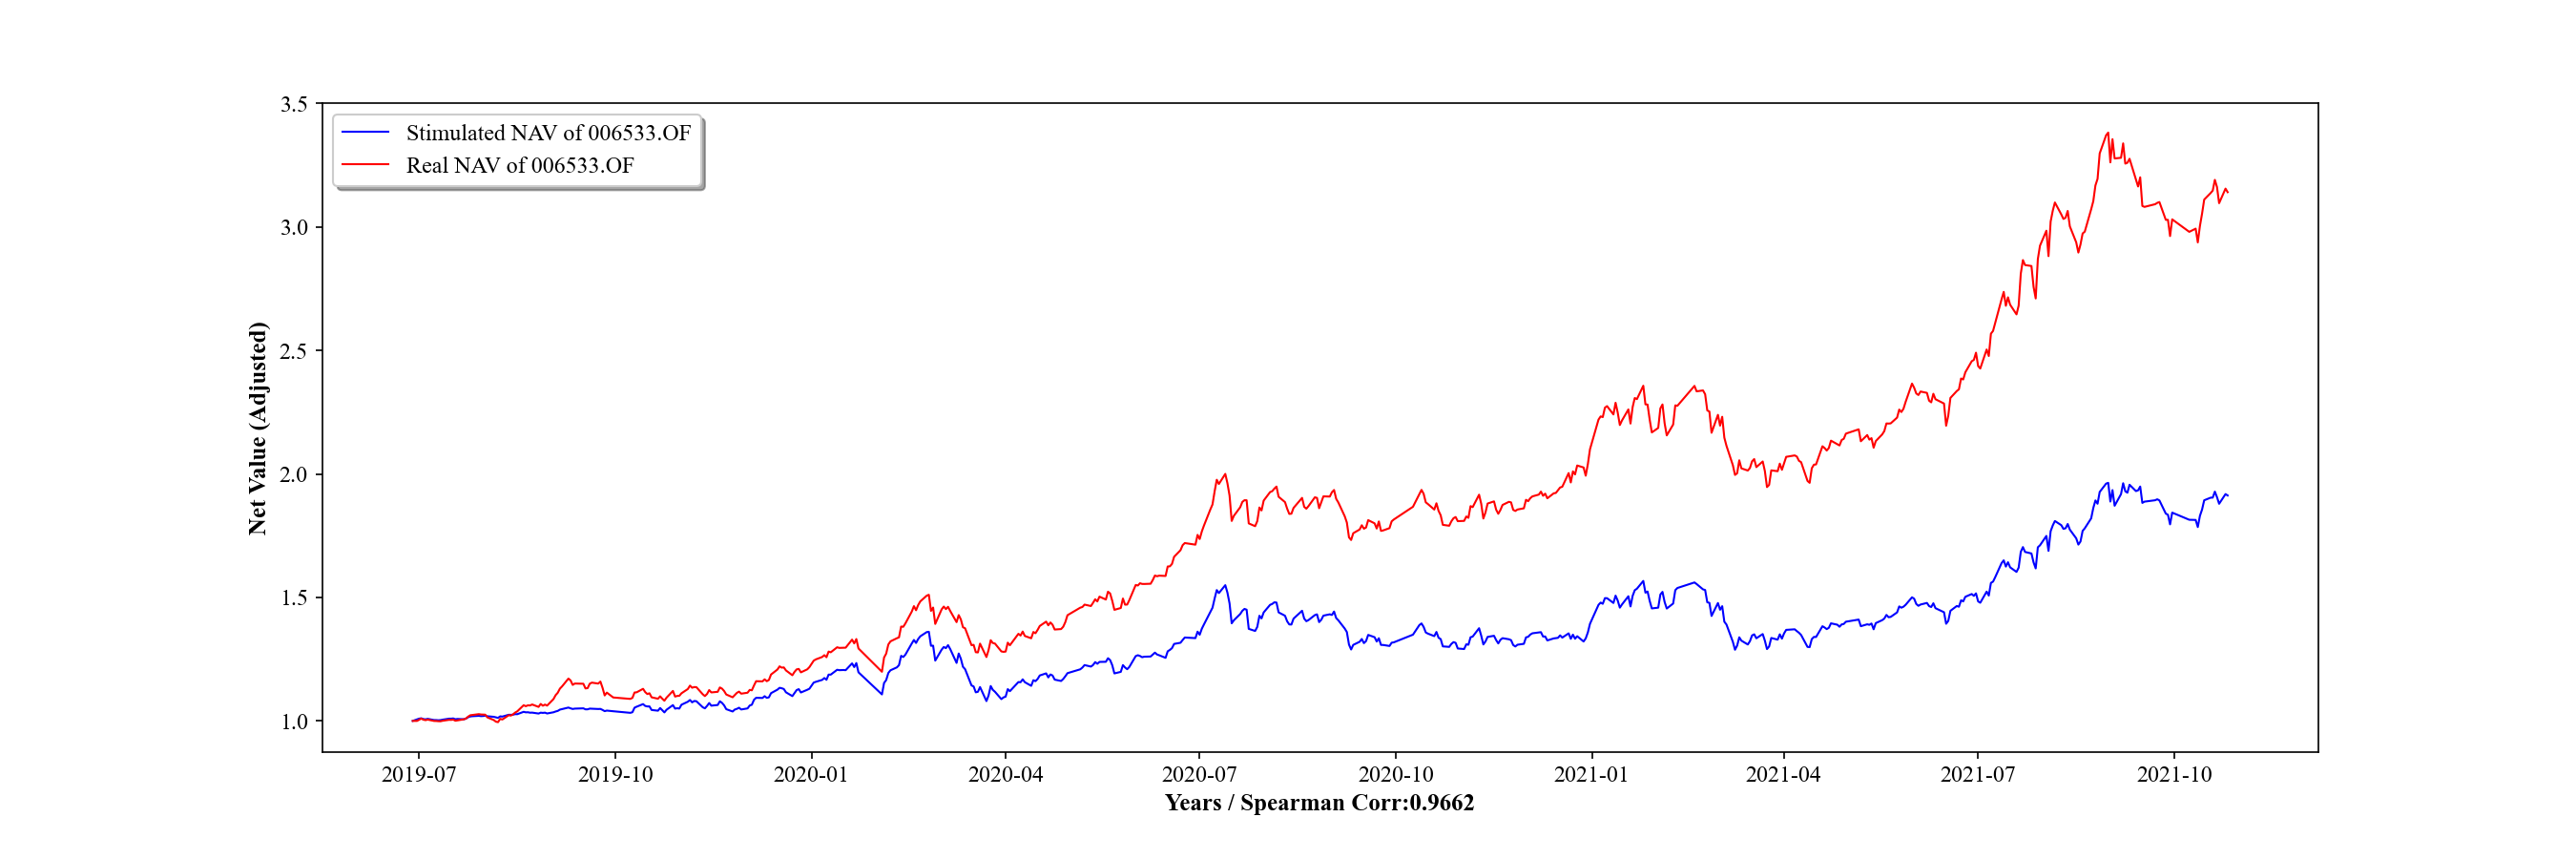 3.5
Stimulated NAV of 006533.OF
Real NAV of 006533.OF
3.0
2.5
2.0
1.5
1.0
Net Value (Adjusted)
2019-07 2019-10 2020-01 2020-04 2020-07 2020-10 2021-01 2021-04 2021-07 2021-10
Years / Spearman Corr:0.9662